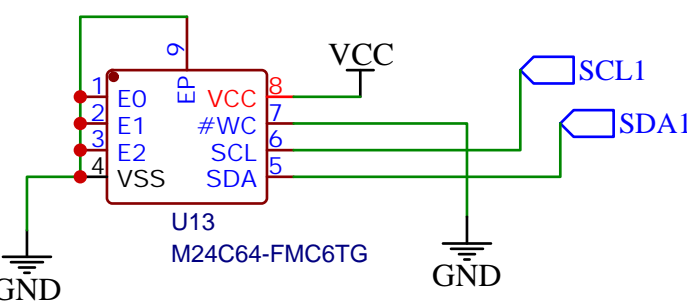 VCC
9
EP
SCL1
1
E0
VCC
8
2
E1
#WC
7
SDA1
3
E2
SCL
6
4
VSS
SDA
5
U13
M24C64-FMC6TG
GND
GND